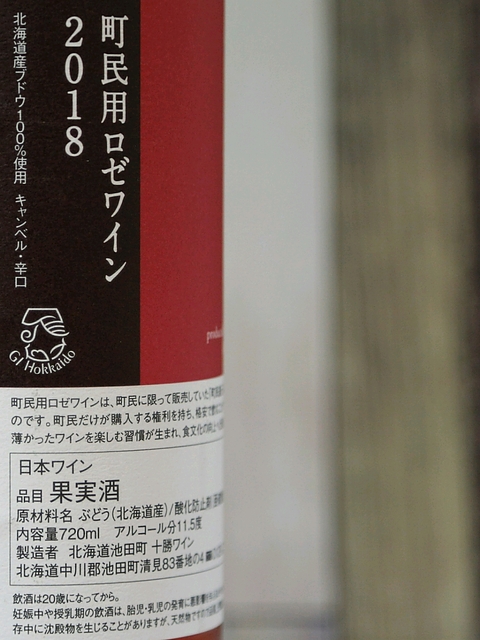 町民用ロゼワイン
2018
北海道産ブドウ100%使用 キャンベル・辛口
GI Hokkaido
町民用ロゼワインは、町民に限って販売していた「町民
のです。町民だけが購入する権利を持ち、格安で
薄かったワインを楽しむ習慣が生まれ、食文化の向上
日本ワイン
品目 果実酒
原材料名 ぶどう(北海道産)/酸化防止剤
内容量720ml アルコール分11.5度
製造者 北海道池田町 十勝ワイン
北海道中川郡池田町清見83番地の4
飲酒は20歳になってから。
妊娠中や授乳期の飲酒は、胎児・乳児の発育に悪影響
存中に沈殿物を生じることがありますが、天然物ですので